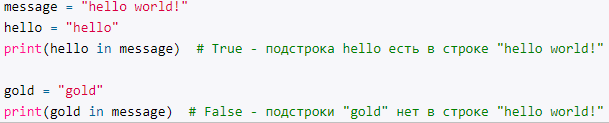 message = "hello world!"
hello = "hello"
print(hello in message)  # True - подстрока hello есть в строке "hello world!"
gold = "gold"
print(gold in message)  # False - подстроки "gold" нет в строке "hello world!"